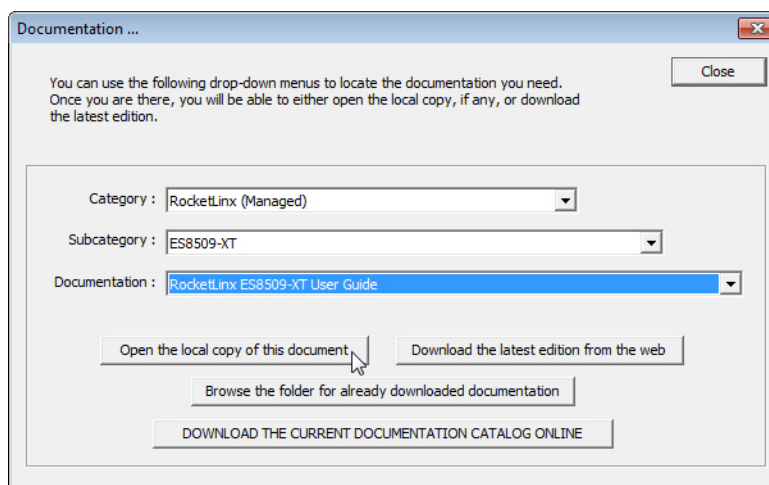 Documentation ...
Close
You can use the following drop-down menus to locate the documentation you need.
Once you are there, you will be able to either open the local copy, if any, or download
the latest edition.
Category : RocketLinx (Managed)
Subcategory : ES8509-XT
Documentation : RocketLinx ES8509-XT User Guide
Open the local copy of this document Download the latest edition from the web
Browse the folder for already downloaded documentation
DOWNLOAD THE CURRENT DOCUMENTATION CATALOG ONLINE